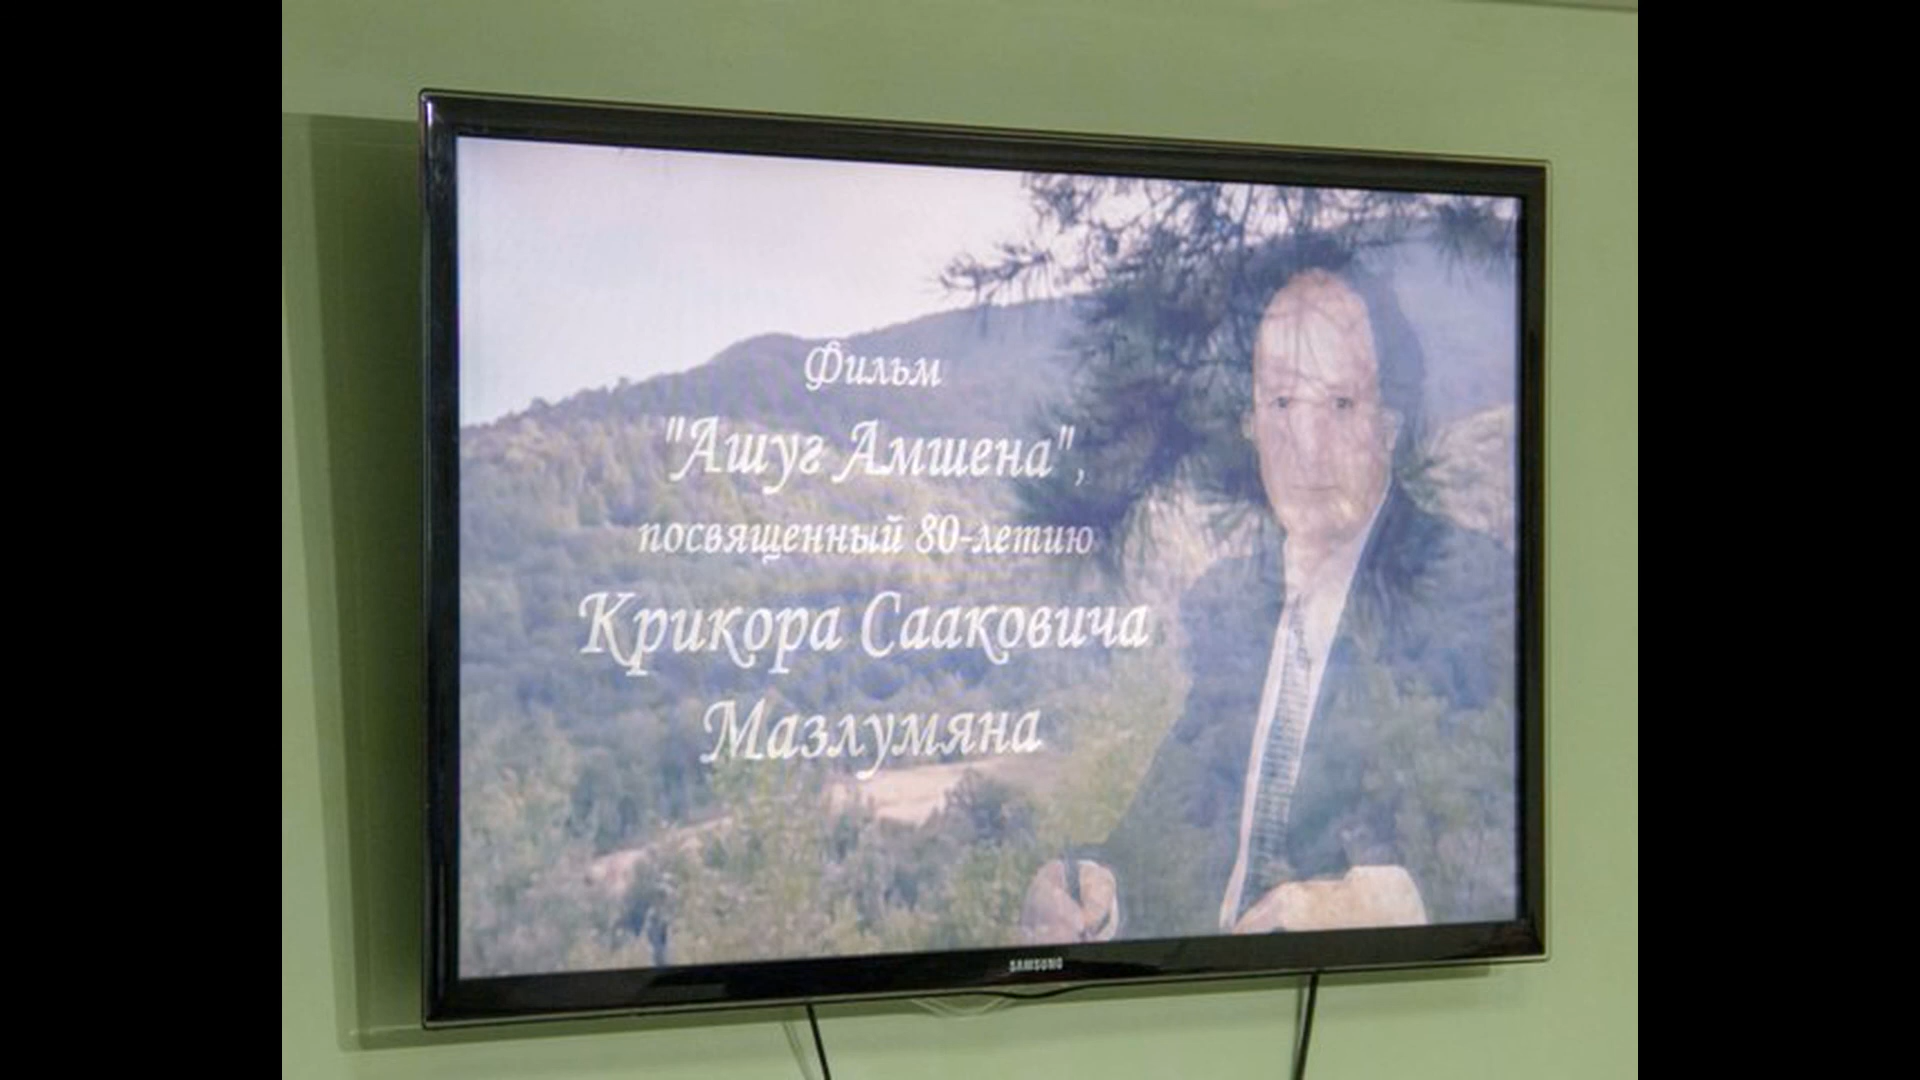 Фильм
"Ашуг Амшена",
посвященный 80-летию
Крикора Сааковича
Мазлумяна
SAMSUNG